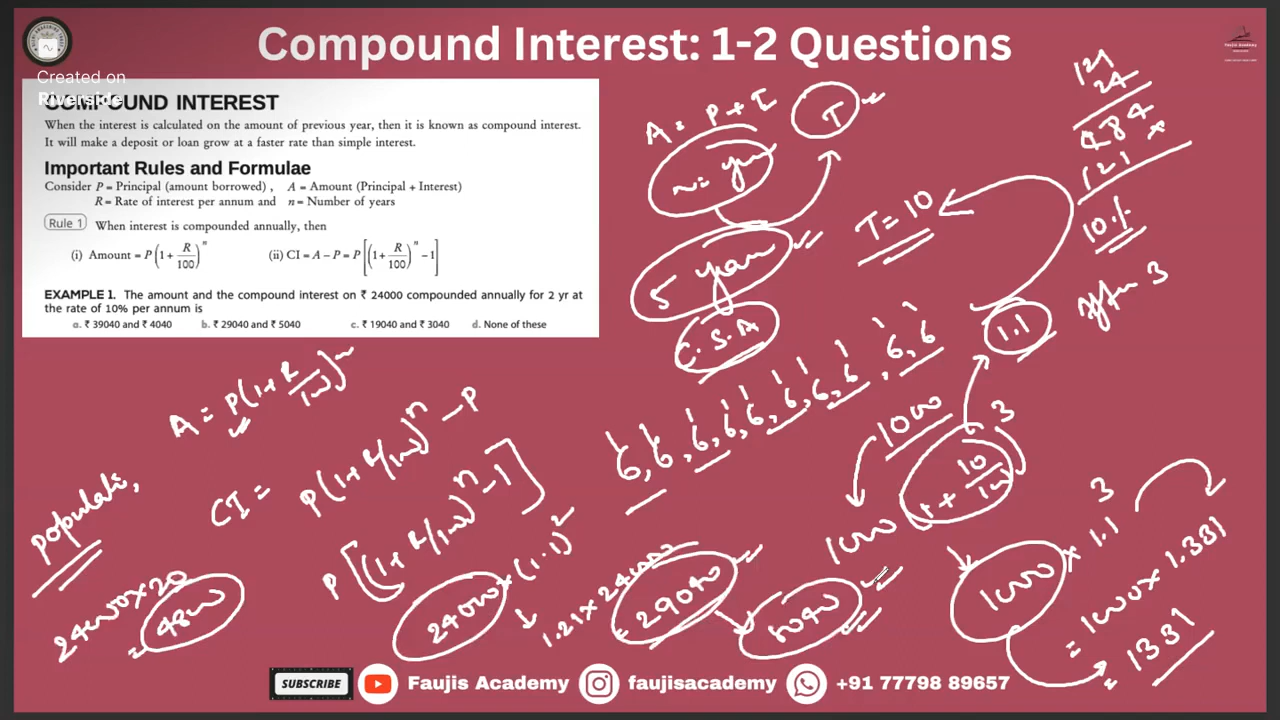 Compound Interest: 1-2 Questions
Created on
Riverside
COMPOUND INTEREST
When the interest is calculated on the amount of previous year, then it is known as compound interest.
It will make a deposit or loan grow at a faster rate than simple interest.
Important Rules and Formulae
Consider P = Principal (amount borrowed) , A = Amount (Principal + Interest)
R = Rate of interest per annum and n = Number of years
Rule 1 When interest is compounded annually, then
(i) Amount = P(1 + R/100)^n (ii) CI = A – P = P[(1 + R/100)^n – 1]
EXAMPLE 1. The amount and the compound interest on ₹ 24000 compounded annually for 2 yr at
the rate of 10% per annum is
a. ₹ 39040 and ₹ 4040 b. ₹ 29040 and ₹ 5040 c. ₹ 19040 and ₹ 3040 d. None of these
A = P + I
T
5 year
C.S.A
T = 10
121
24
484
121
10%
after 3
1.1
6, 6, 6, 6, 6, 6, 6, 6, 6, 6
1000
1000 (1 + 10/100)^3
1000 × 1.1^3
= 1000 × 1.331
= 1331
A = P(1 + R/100)^n
CI = P(1 + R/100)^n – P
P[(1 + R/100)^n – 1]
24000 × (1.1)^2
1.21 × 24000
29040
5040
24000 × 20
= 4800
SUBSCRIBE Faujis Academy faujisacademy +91 77798 89657